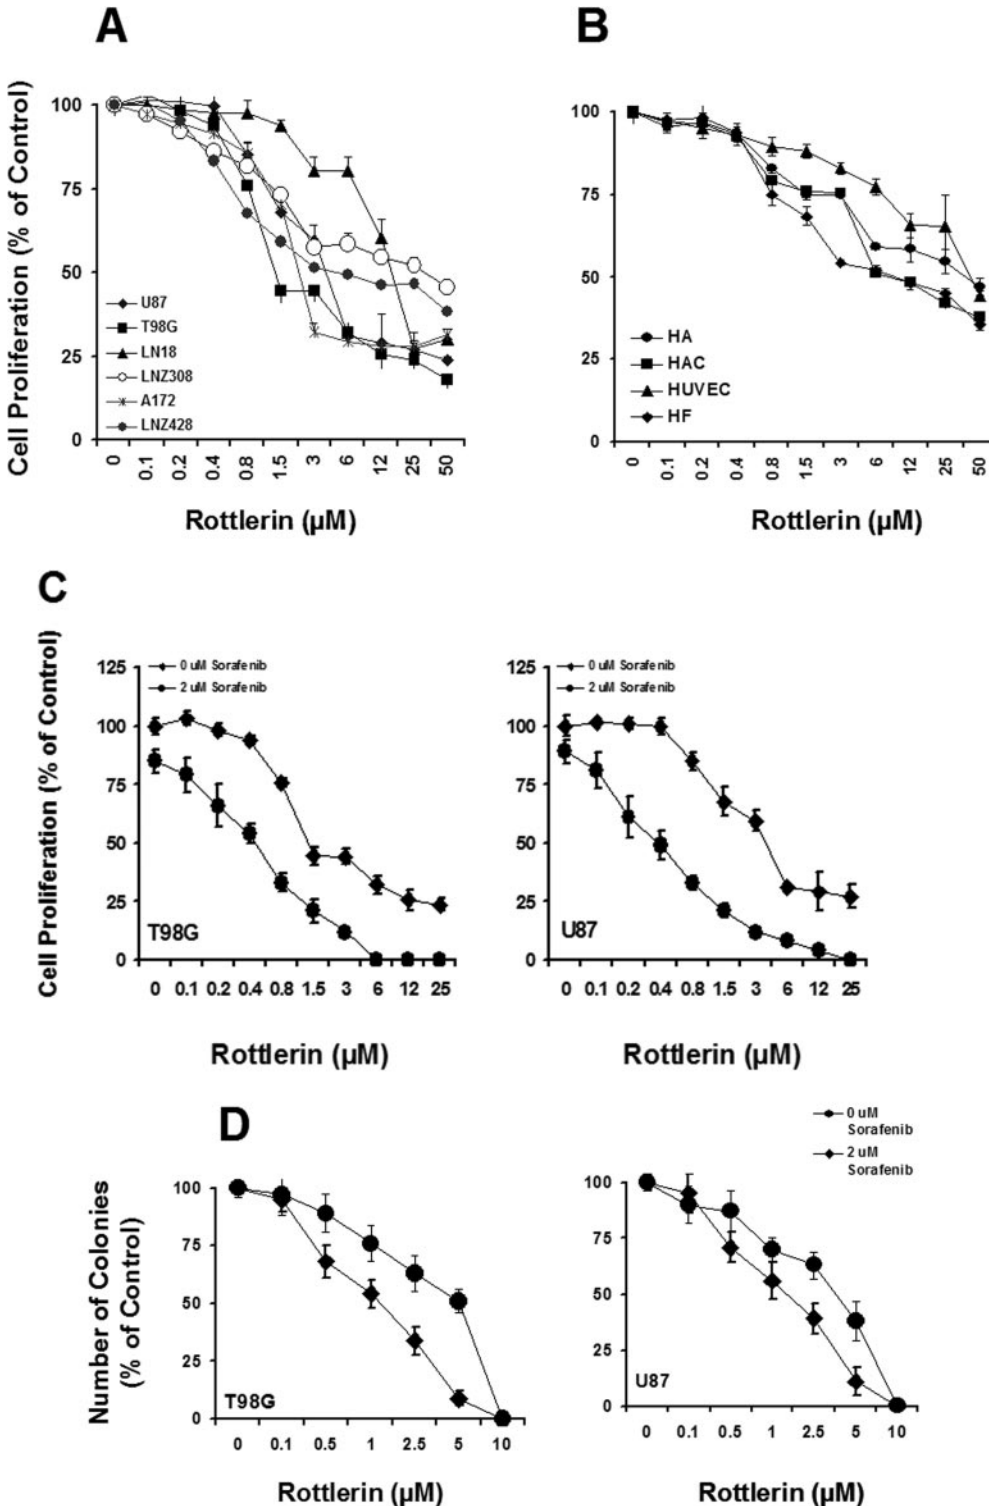 A
Cell Proliferation (% of Control)
100
75
50
25
0
U87
T98G
LN18
LNZ308
A172
LNZ428
0 0.1 0.2 0.4 0.8 1.5 3 6 12 25 50
Rottlerin (µM)
B
100
75
50
25
0
HA
HAC
HUVEC
HF
0 0.1 0.2 0.4 0.8 1.5 3 6 12 25 50
Rottlerin (µM)
C
Cell Proliferation (% of Control)
125
100
75
50
25
0
0 uM Sorafenib
2 uM Sorafenib
T98G
0 0.1 0.2 0.4 0.8 1.5 3 6 12 25
Rottlerin (µM)
125
100
75
50
25
0
0 uM Sorafenib
2 uM Sorafenib
U87
0 0.1 0.2 0.4 0.8 1.5 3 6 12 25
Rottlerin (µM)
D
Number of Colonies
(% of Control)
100
75
50
25
0
T98G
0 0.1 0.5 1 2.5 5 10
Rottlerin (µM)
0 uM
Sorafenib
2 uM
Sorafenib
100
75
50
25
0
U87
0 0.1 0.5 1 2.5 5 10
Rottlerin (µM)